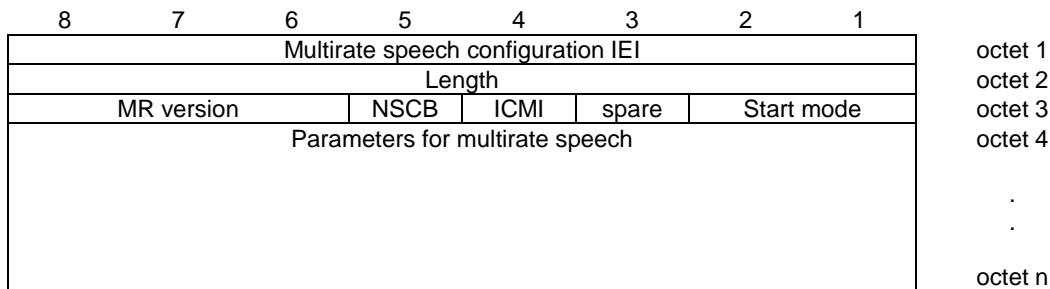 8 7 6 5 4 3 2 1
Multirate speech configuration IEI octet 1
Length octet 2
MR version NSCB ICMI spare Start mode octet 3
Parameters for multirate speech octet 4
.
.
octet n